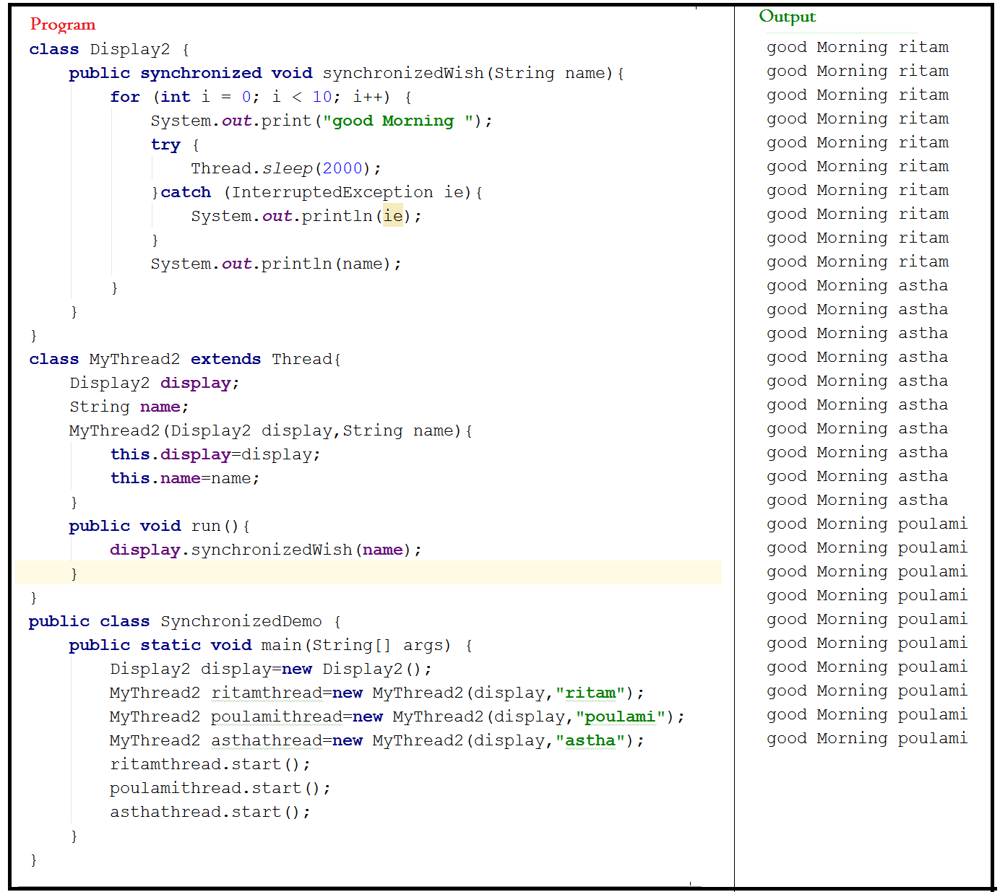 Program
class Display2 {
    public synchronized void synchronizedWish(String name){
        for (int i = 0; i < 10; i++) {
            System.out.print("good Morning ");
            try {
                Thread.sleep(2000);
            }catch (InterruptedException ie){
                System.out.println(ie);
            }
            System.out.println(name);
        }
    }
}
class MyThread2 extends Thread{
    Display2 display;
    String name;
    MyThread2(Display2 display,String name){
        this.display=display;
        this.name=name;
    }
    public void run(){
        display.synchronizedWish(name);
    }
}
public class SynchronizedDemo {
    public static void main(String[] args) {
        Display2 display=new Display2();
        MyThread2 ritamthread=new MyThread2(display,"ritam");
        MyThread2 poulamithread=new MyThread2(display,"poulami");
        MyThread2 asthathread=new MyThread2(display,"astha");
        ritamthread.start();
        poulamithread.start();
        asthathread.start();
    }
}
Output
good Morning ritam
good Morning ritam
good Morning ritam
good Morning ritam
good Morning ritam
good Morning ritam
good Morning ritam
good Morning ritam
good Morning ritam
good Morning ritam
good Morning astha
good Morning astha
good Morning astha
good Morning astha
good Morning astha
good Morning astha
good Morning astha
good Morning astha
good Morning astha
good Morning astha
good Morning poulami
good Morning poulami
good Morning poulami
good Morning poulami
good Morning poulami
good Morning poulami
good Morning poulami
good Morning poulami
good Morning poulami
good Morning poulami